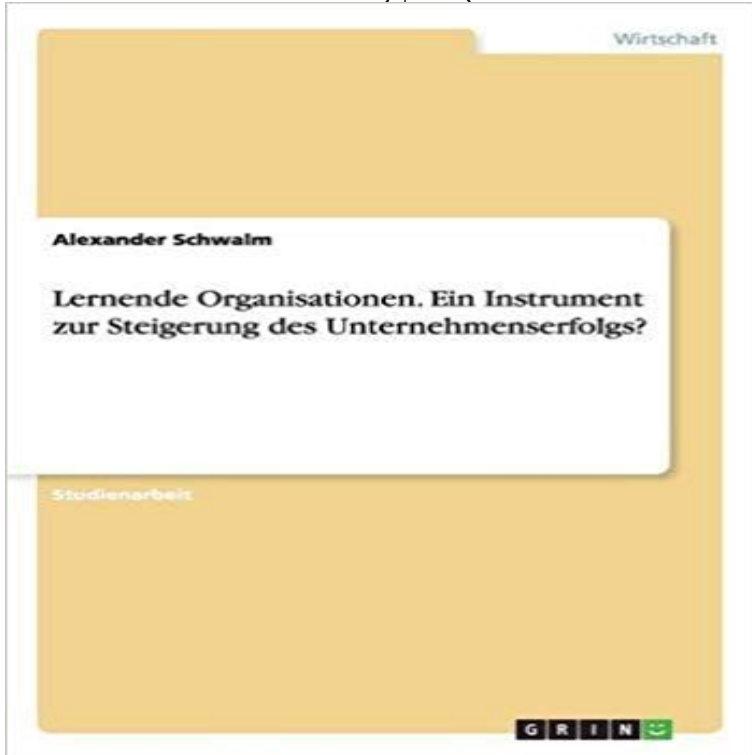 Wirtschaft
Alexander Schwalm
Lernende Organisationen. Ein Instrument
zur Steigerung des Unternehmenserfolgs?
Studienarbeit
GRIN